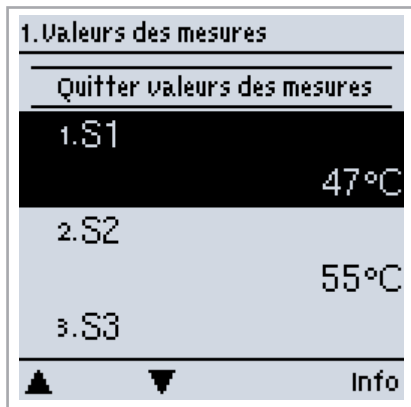 1.Valeurs des mesures
Quitter valeurs des mesures
1.S1
47°C
2.S2
55°C
3.S3
Info